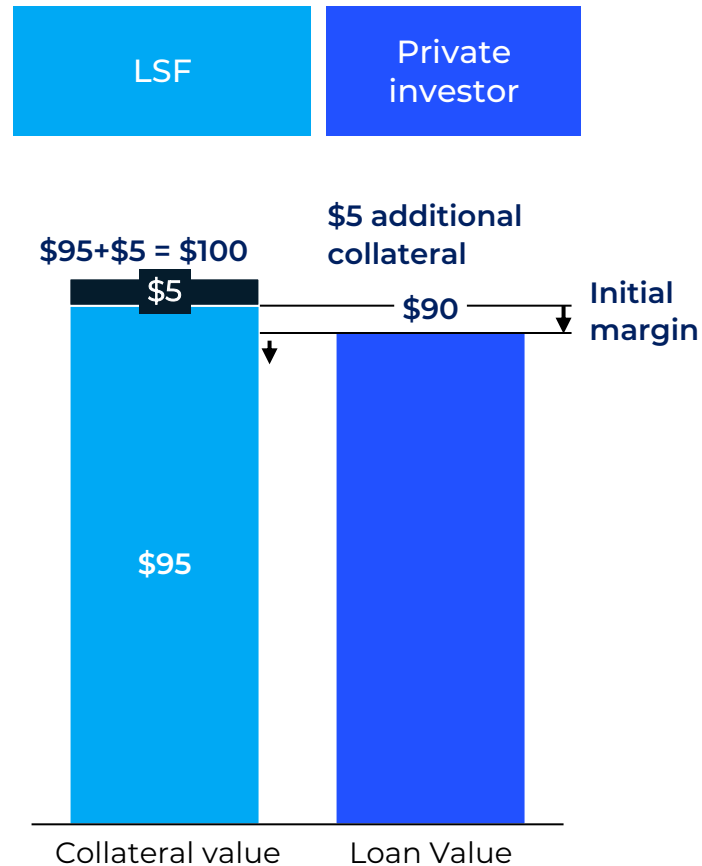 LSF
Private
investor
$95+$5 = $100
$5 additional
collateral
$5
$90
Initial
margin
$95
Collateral value
Loan Value